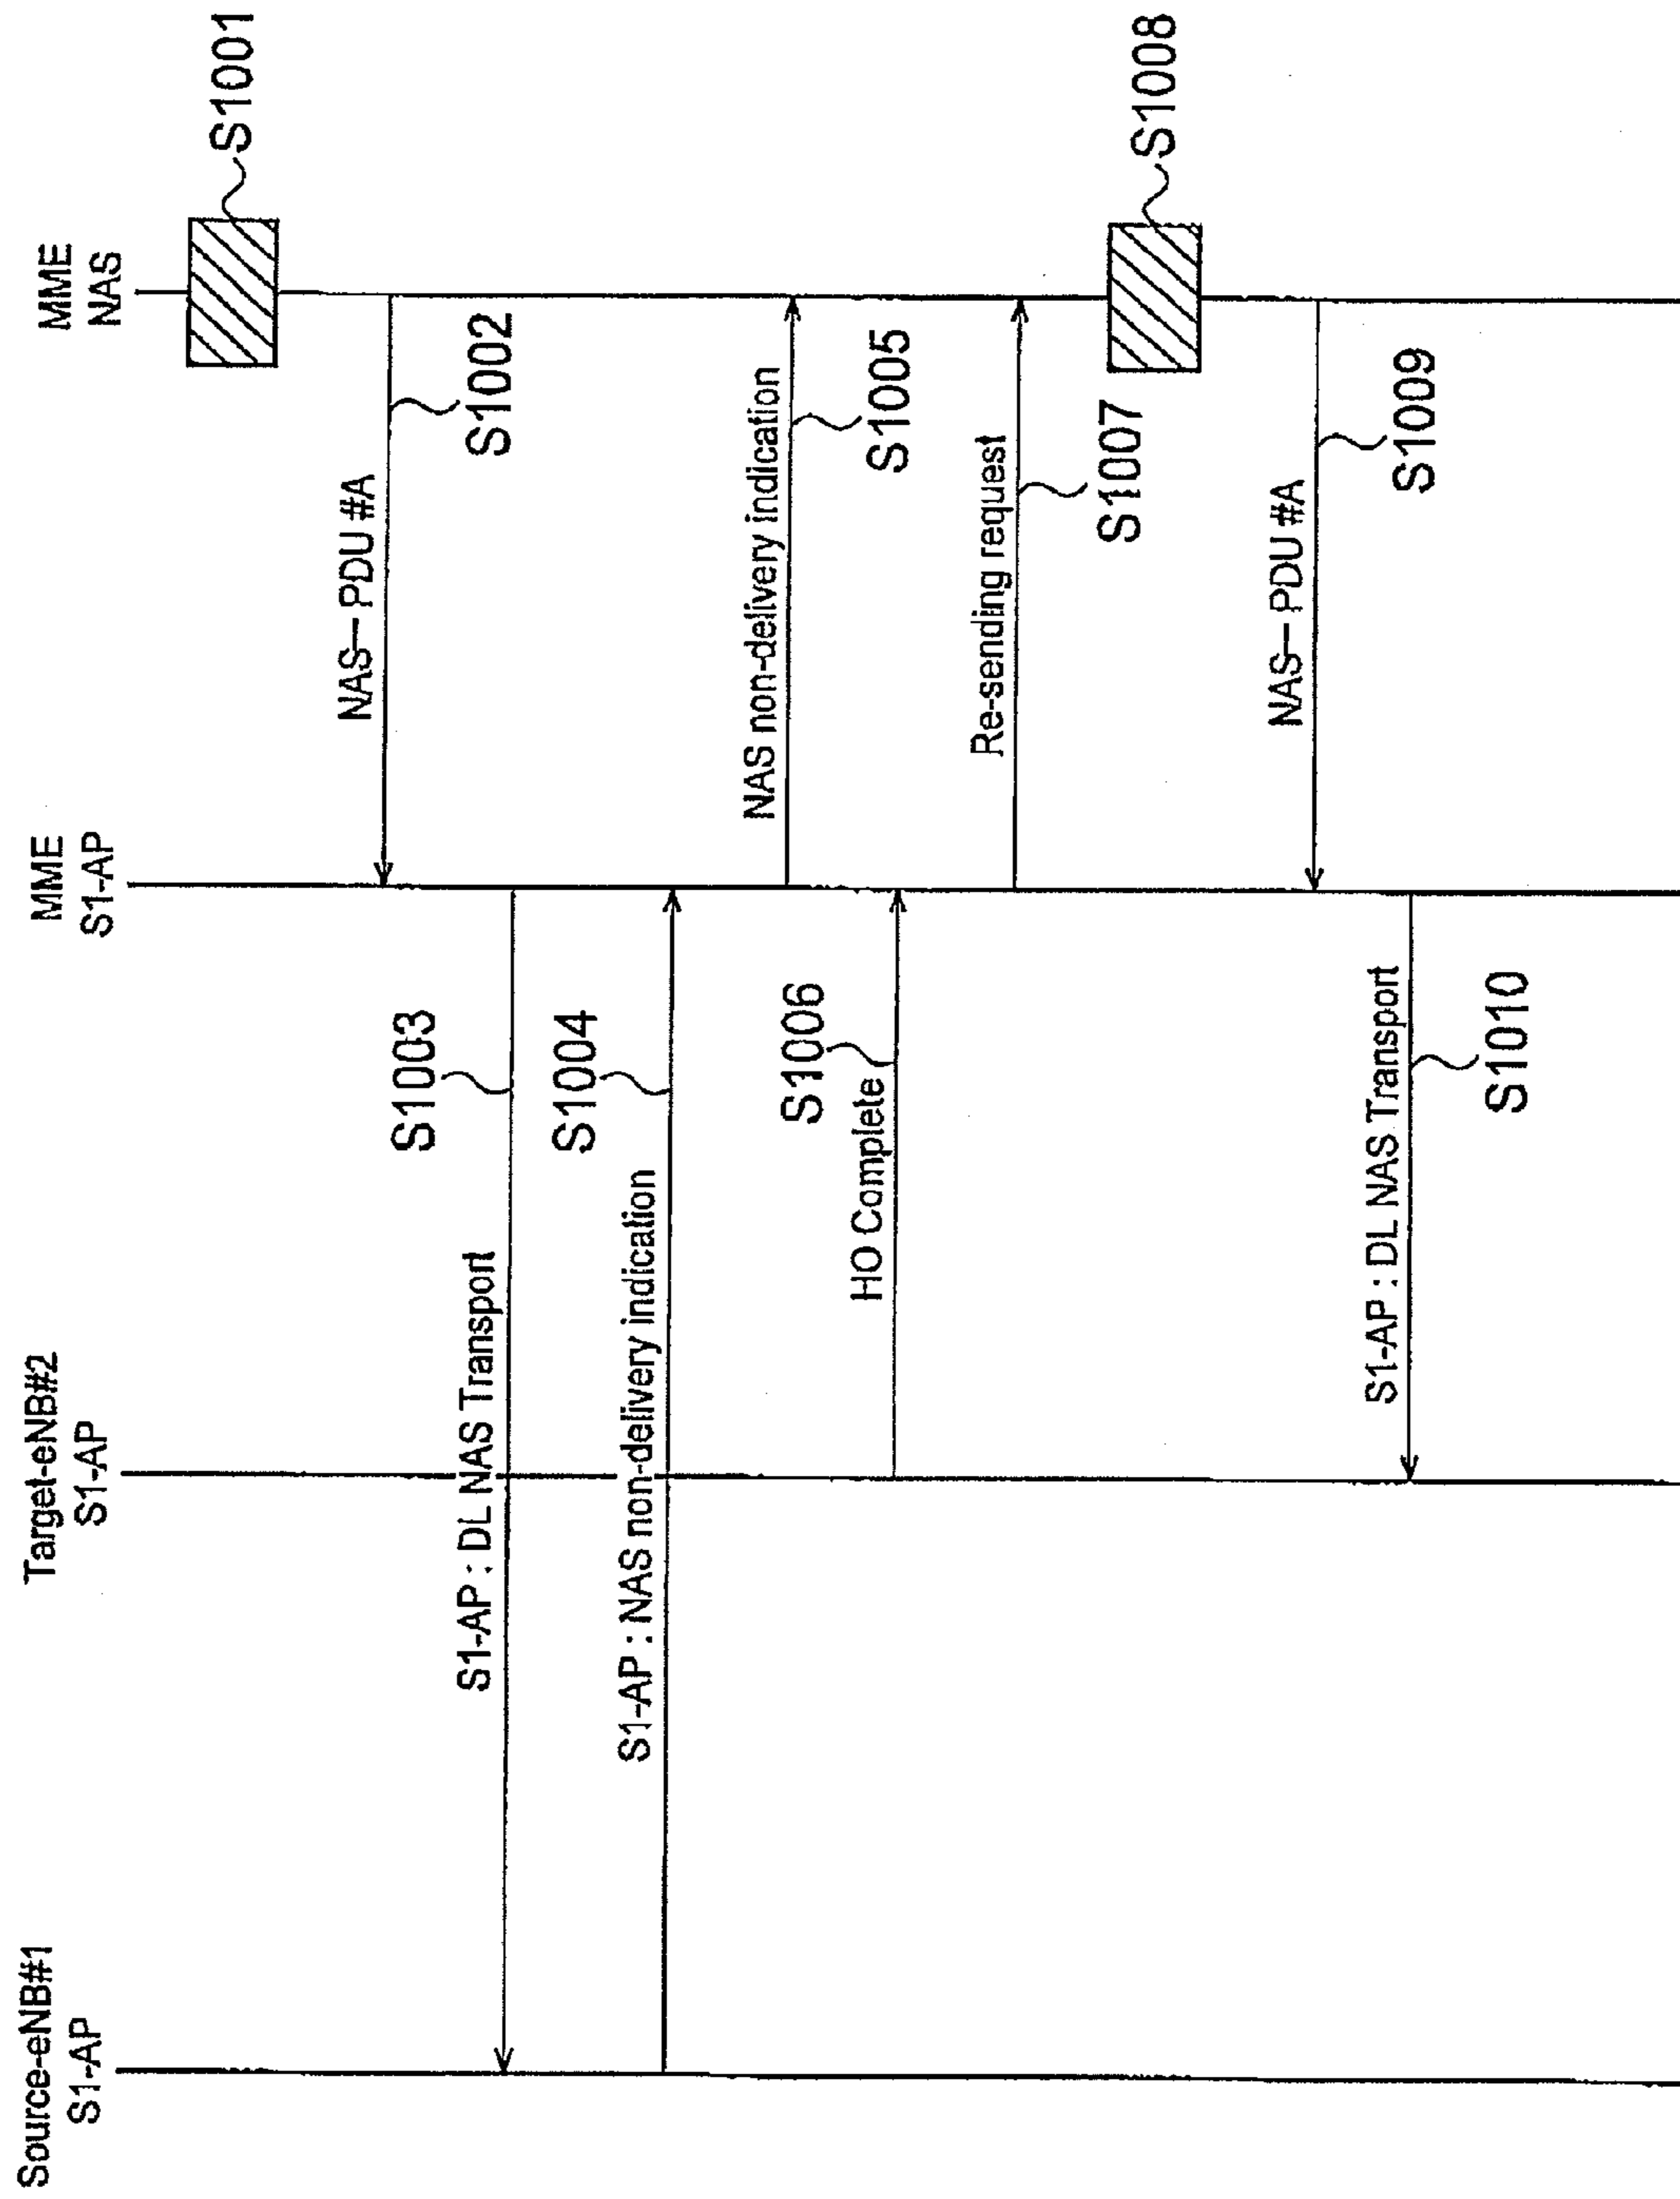 Source-eNB#1
S1-AP
Target-eNB#2
S1-AP
MME
S1-AP
MME
NAS
S1001
NAS-PDU #A
S1002
S1-AP : DL NAS Transport
S1003
S1-AP : NAS non-delivery indication
S1004
NAS non-delivery indication
S1005
HO Complete
S1006
Re-sending request
S1007
S1008
NAS-PDU #A
S1009
S1-AP : DL NAS Transport
S1010